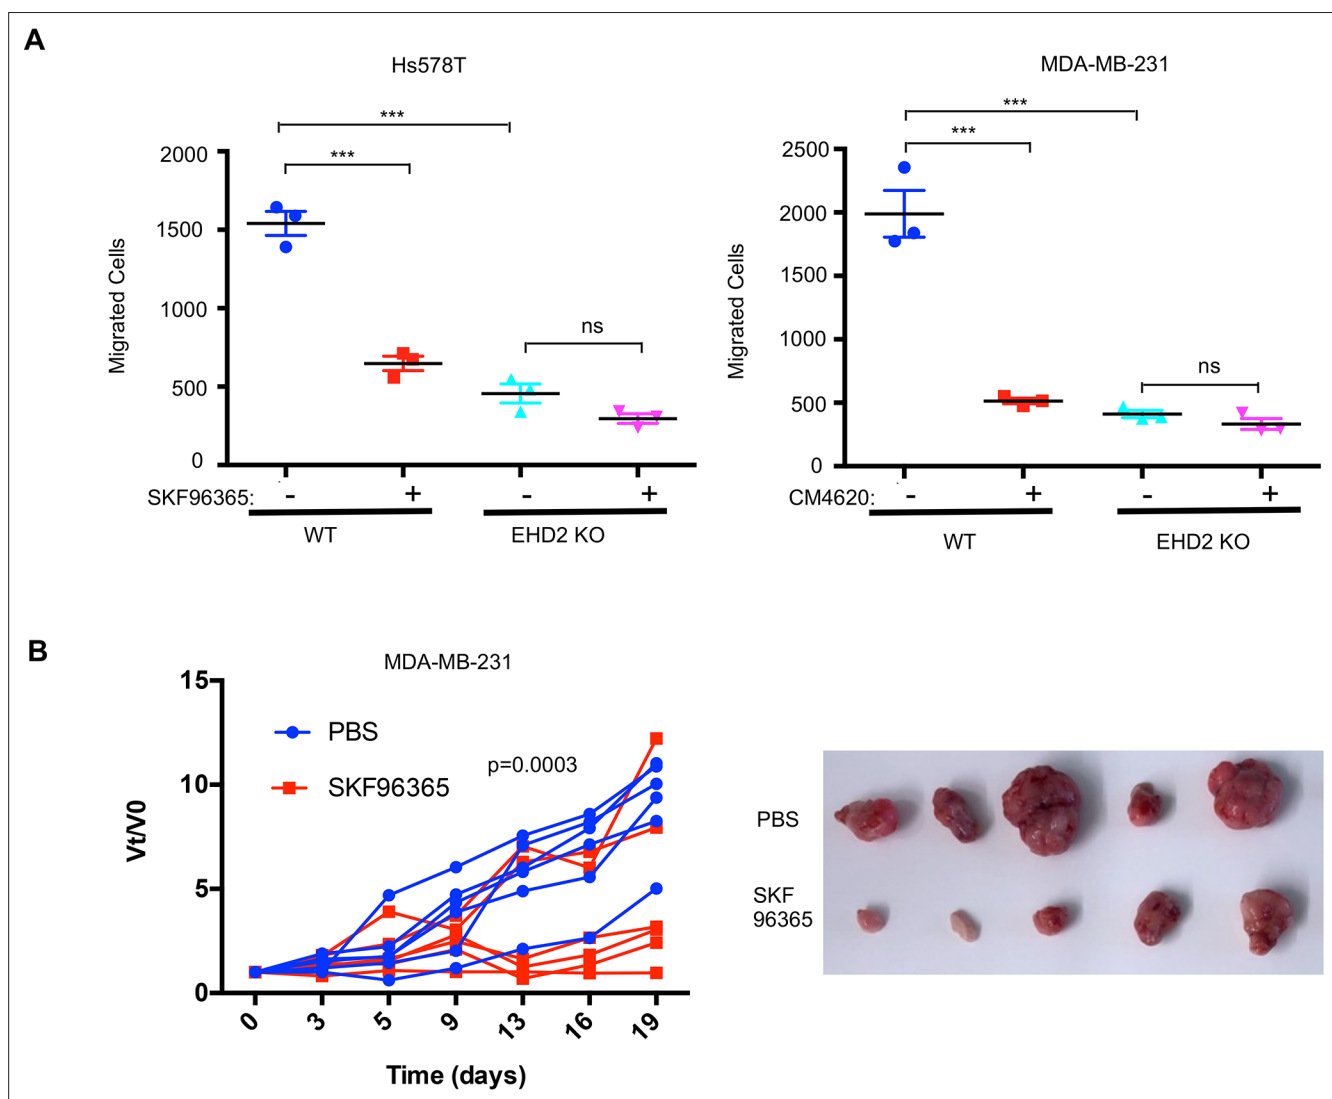 A
Hs578T
***
***
2000
1500
1000
500
0
Migrated Cells
ns
SKF96365: - + - +
WT EHD2 KO
MDA-MB-231
***
***
2500
2000
1500
1000
500
0
Migrated Cells
ns
CM4620: - + - +
WT EHD2 KO
B
MDA-MB-231
15
10
5
0
Vt/V0
PBS
SKF96365
p=0.0003
0 3 5 9 13 16 19
Time (days)
PBS
SKF
96365